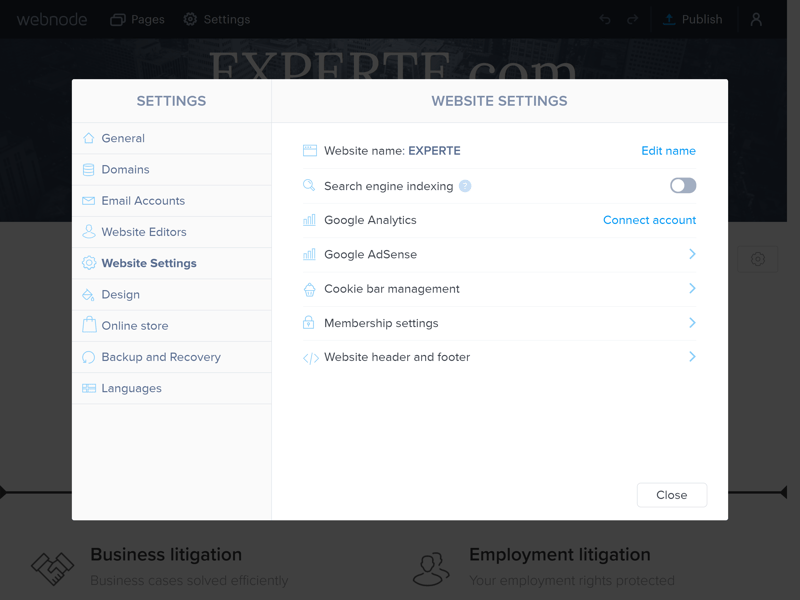 webnode Pages Settings Publish
EXPERTE.com
SETTINGS
General
Domains
Email Accounts
Website Editors
Website Settings
Design
Online store
Backup and Recovery
Languages
WEBSITE SETTINGS
Website name: EXPERTE Edit name
Search engine indexing ?
Google Analytics Connect account
Google AdSense
Cookie bar management
Membership settings
Website header and footer
Close
Business litigation
Business cases solved efficiently
Employment litigation
Your employment rights protected